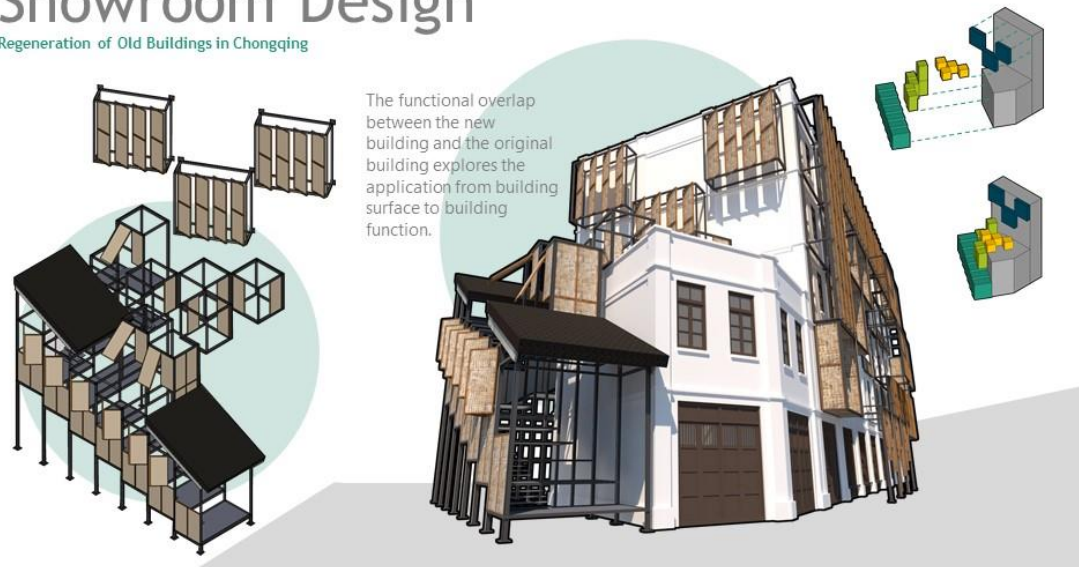 Showroom Design
Regeneration of Old Buildings in Chongqing
The functional overlap
between the new
building and the original
building explores the
application from building
surface to building
function.